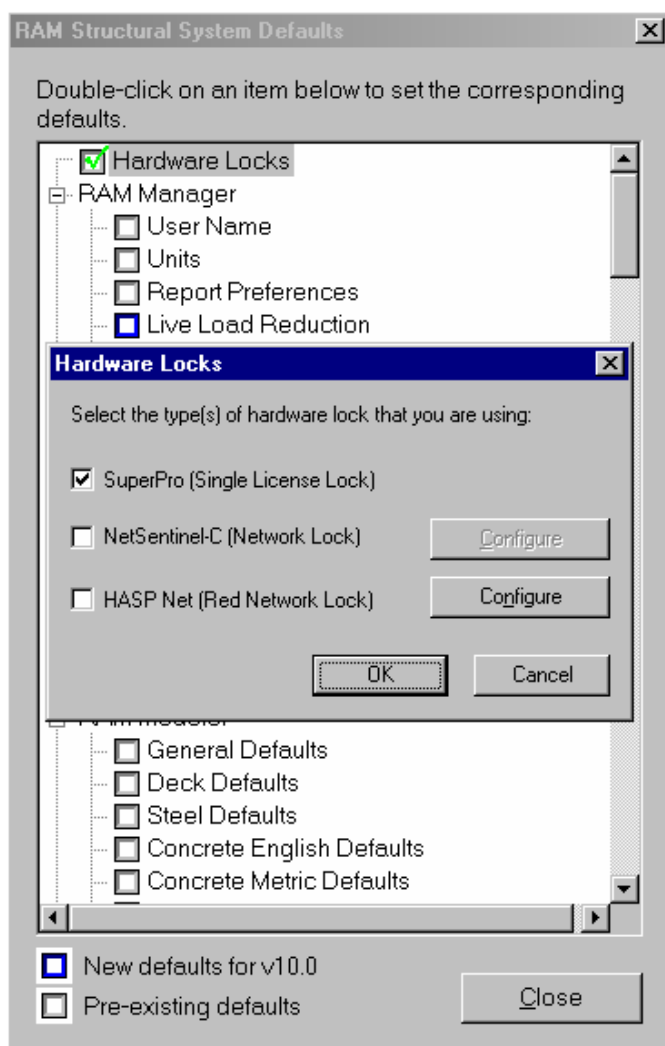 RAM Structural System Defaults
Double-click on an item below to set the corresponding
defaults.
Hardware Locks
RAM Manager
User Name
Units
Report Preferences
Live Load Reduction
Hardware Locks
Select the type(s) of hardware lock that you are using:
SuperPro (Single License Lock)
NetSentinel-C (Network Lock)
Configure
HASP Net (Red Network Lock)
Configure
OK
Cancel
RAM Modeler
General Defaults
Deck Defaults
Steel Defaults
Concrete English Defaults
Concrete Metric Defaults
New defaults for v10.0
Pre-existing defaults
Close